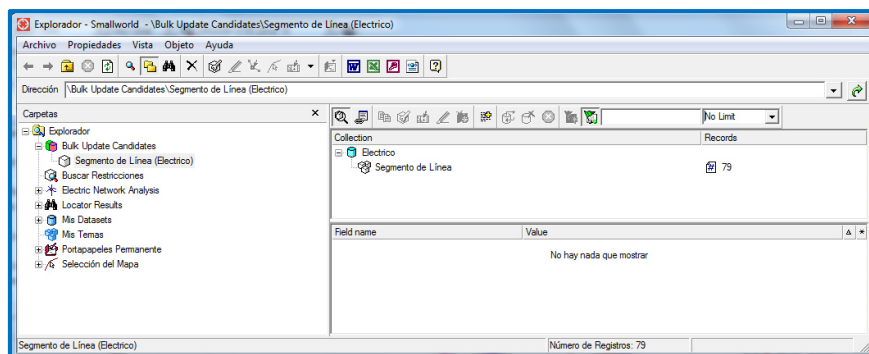 Explorador - Smallworld - \Bulk Update Candidates\Segmento de Línea (Electrico)
Archivo Propiedades Vista Objeto Ayuda
Dirección \Bulk Update Candidates\Segmento de Línea (Electrico)
Carpetas
Explorador
Bulk Update Candidates
Segmento de Línea (Electrico)
Buscar Restricciones
Electric Network Analysis
Locator Results
Mis Datasets
Mis Temas
Portapapeles Permanente
Selección del Mapa
No Limit
Collection Records
Electrico
Segmento de Línea 79
Field name Value
No hay nada que mostrar
Segmento de Línea (Electrico) Número de Registros: 79